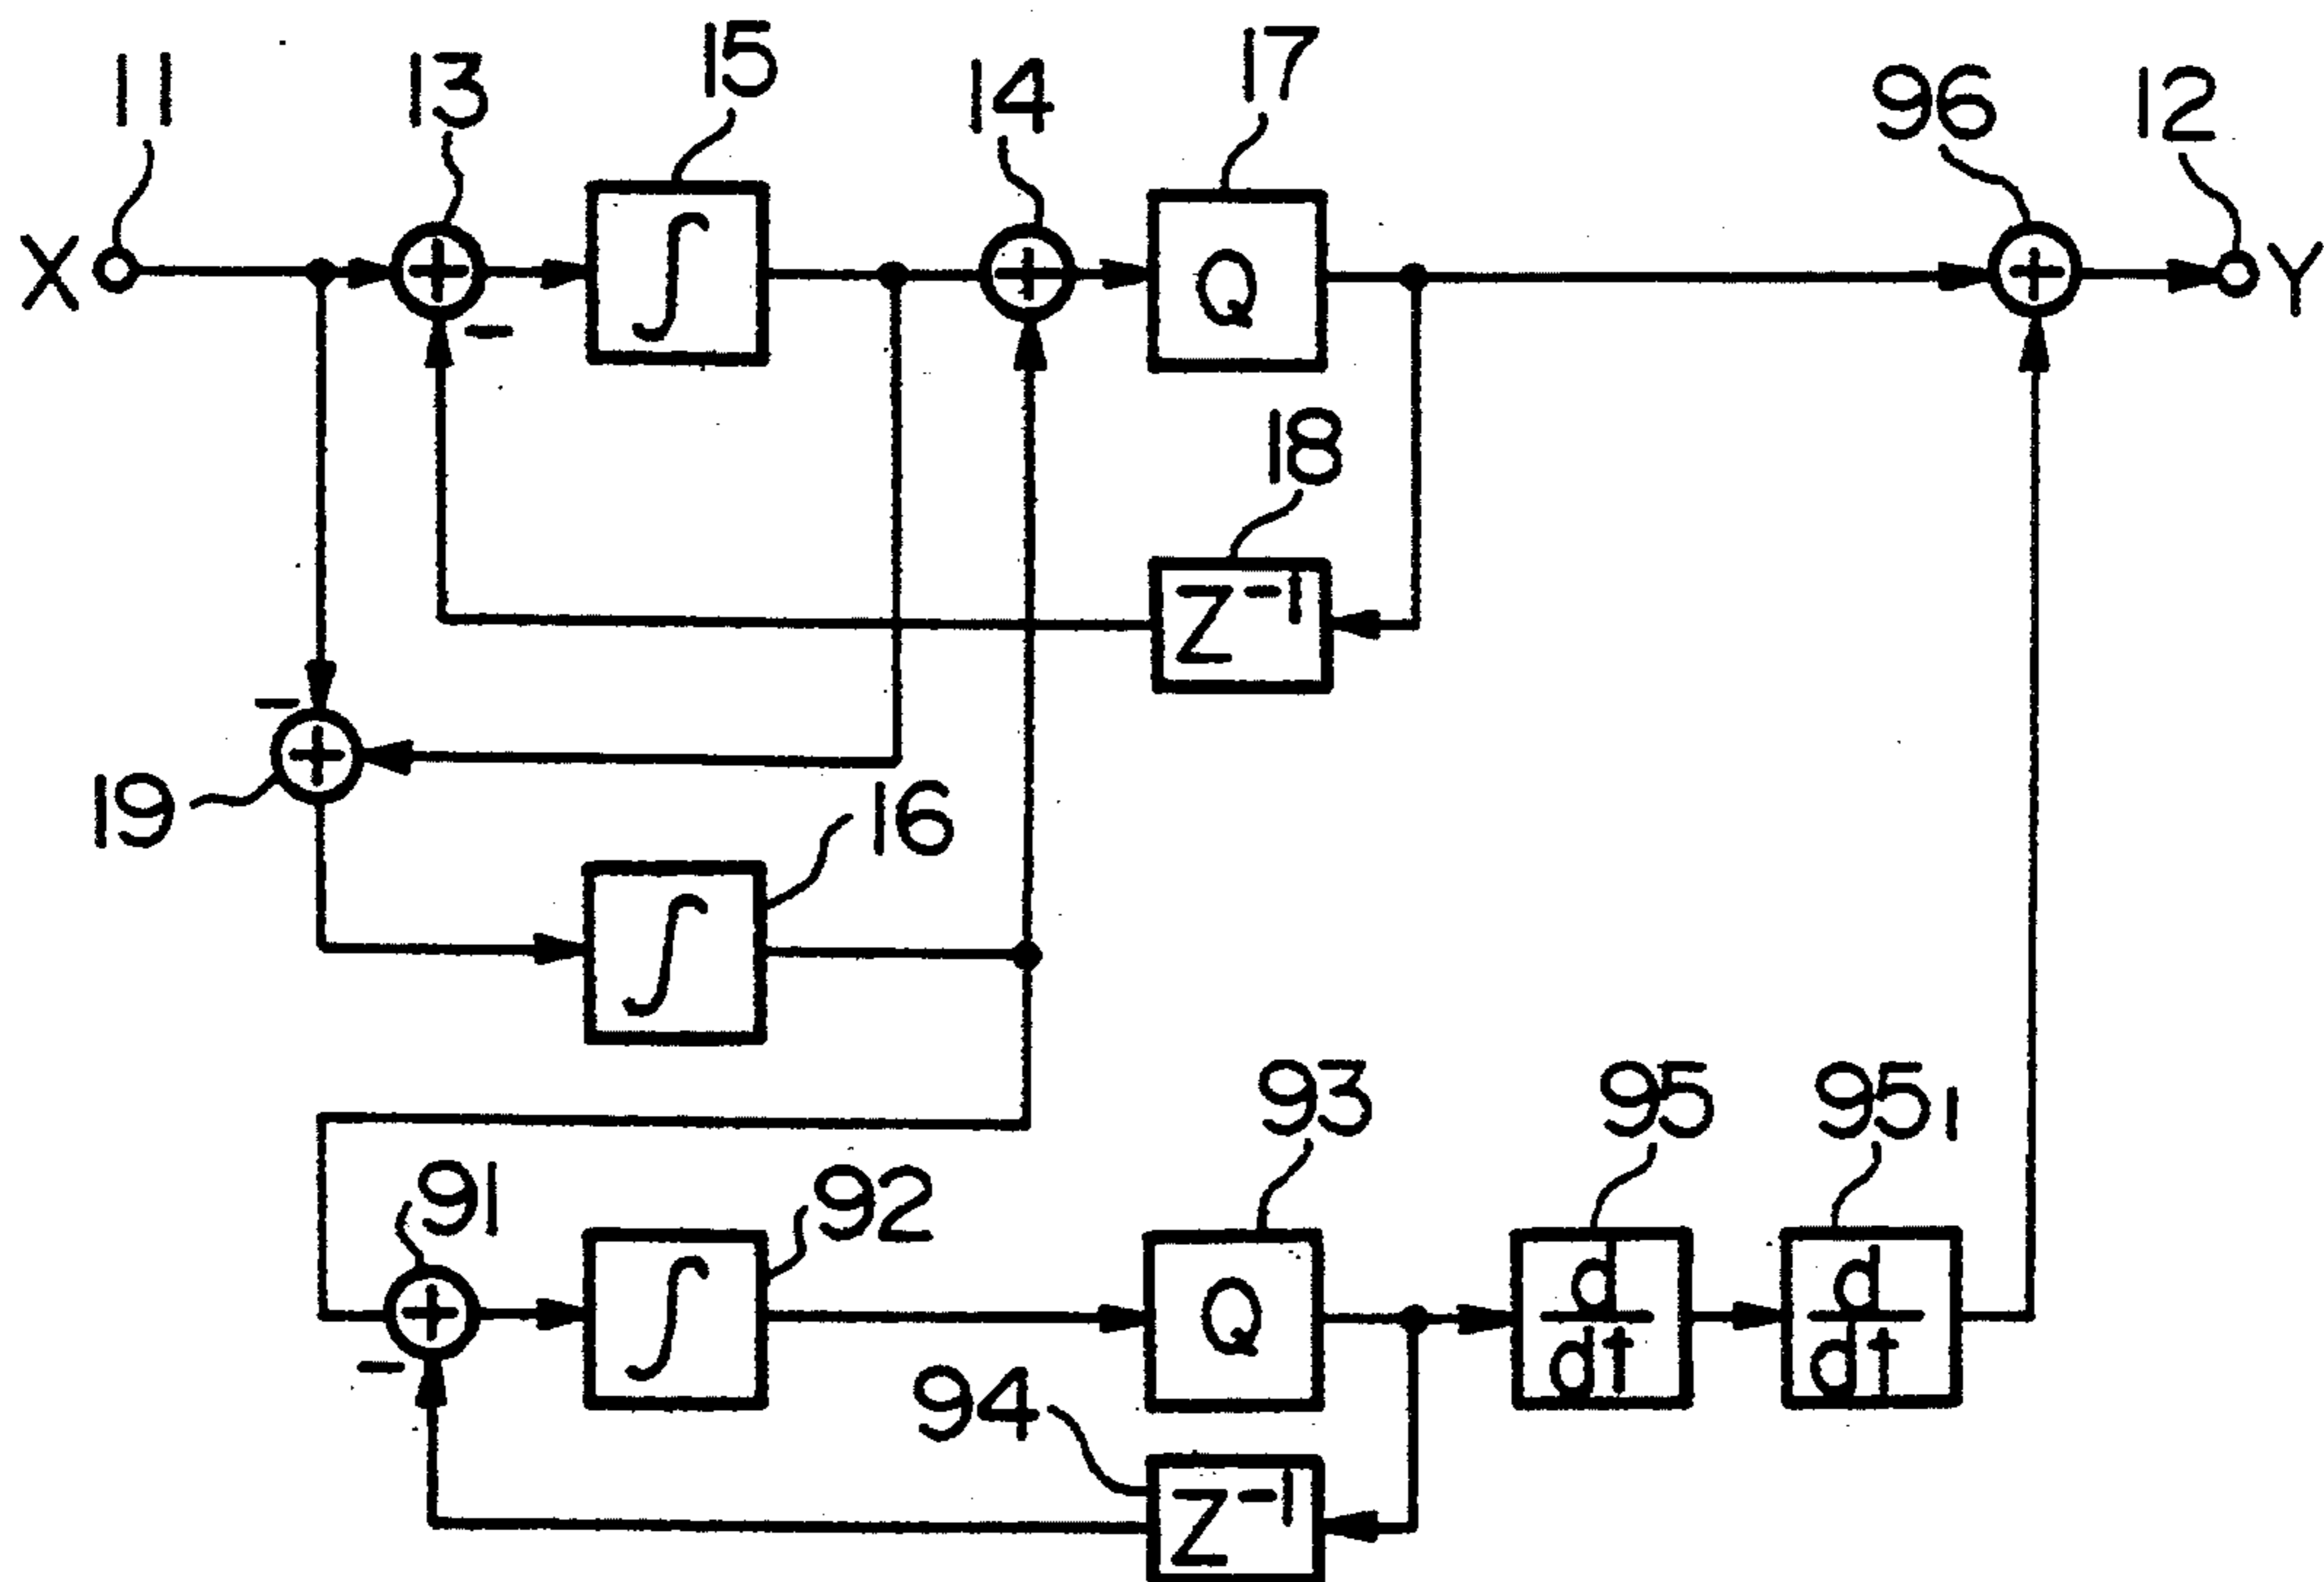 11 13 15 14 17 96 12
X + ∫ + Q + Y
−
18
Z⁻¹
−
+
19 16
∫
93 95 95₁
91 92
+ ∫ Q d/dt d/dt
−
94
Z⁻¹